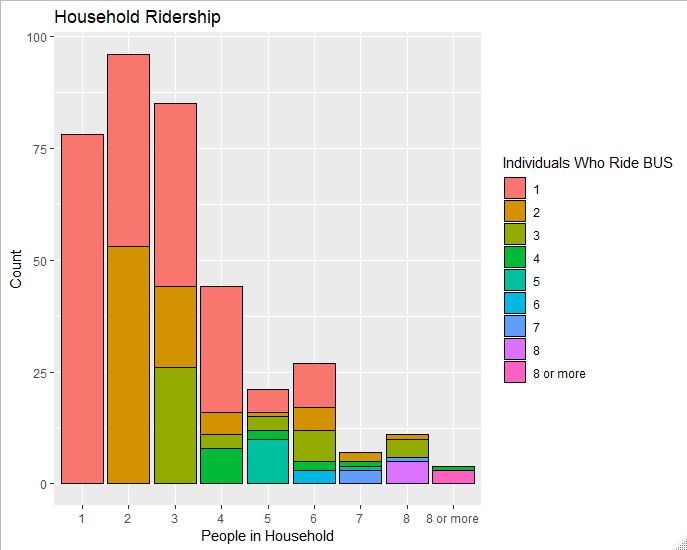 Household Ridership
100
75
50
25
0
Count
1 2 3 4 5 6 7 8 8 or more
People in Household
Individuals Who Ride BUS
1
2
3
4
5
6
7
8
8 or more